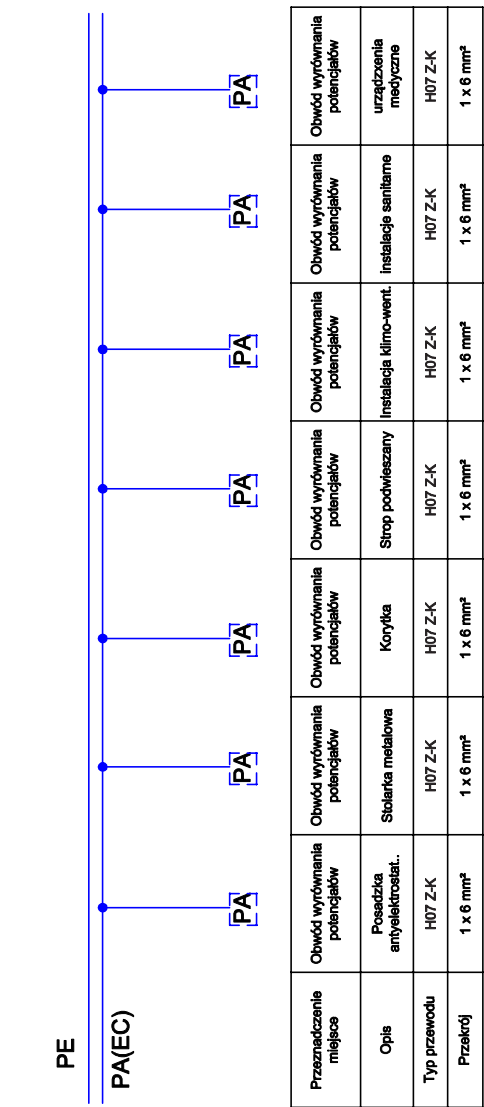 PE
PA(EC)
PA PA PA PA PA PA PA
Przeznadczenie
miejsce
Obwód wyrównania
potencjałów
Obwód wyrównania
potencjałów
Obwód wyrównania
potencjałów
Obwód wyrównania
potencjałów
Obwód wyrównania
potencjałów
Obwód wyrównania
potencjałów
Obwód wyrównania
potencjałów
Opis
Posadzka
antyelektrostat..
Stolarka metalowa
Korytka
Strop podwieszany
Instalacja klimo-went.
instalacje sanitarne
urządzxenia
medyczne
Typ przewodu H07 Z-K H07 Z-K H07 Z-K H07 Z-K H07 Z-K H07 Z-K H07 Z-K
Przekrój 1 x 6 mm² 1 x 6 mm² 1 x 6 mm² 1 x 6 mm² 1 x 6 mm² 1 x 6 mm² 1 x 6 mm²